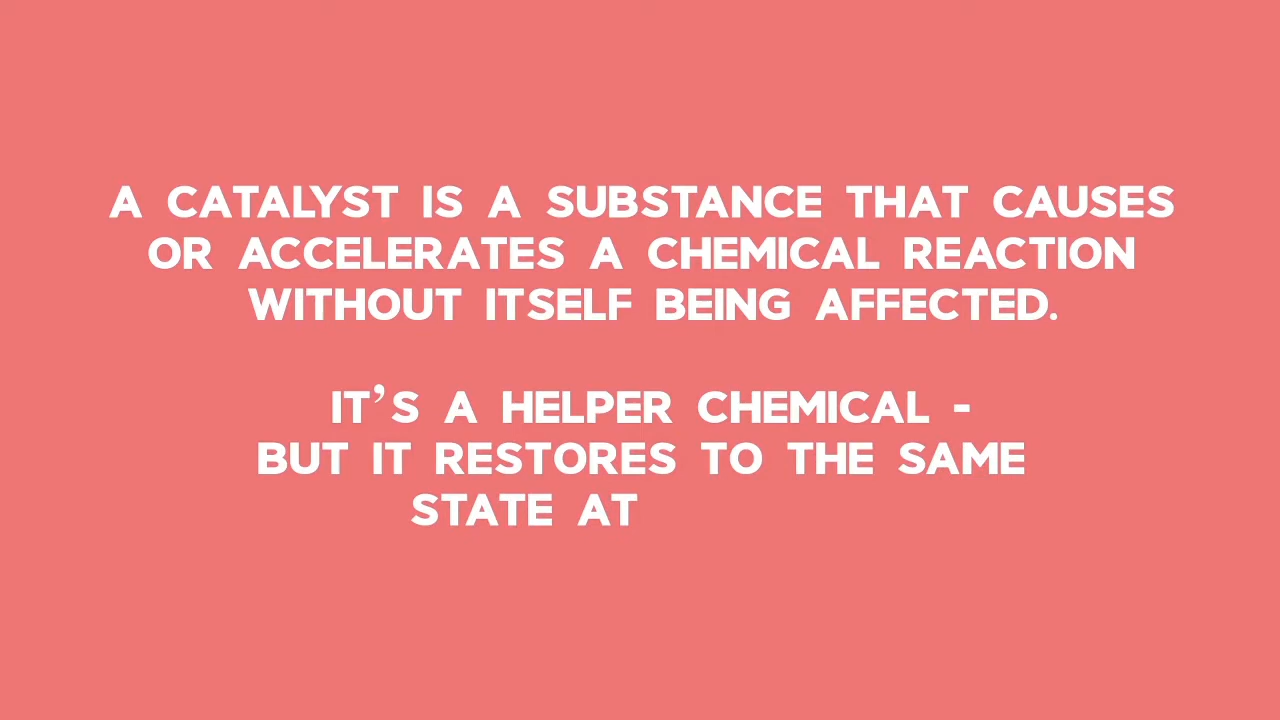 A CATALYST IS A SUBSTANCE THAT CAUSES
OR ACCELERATES A CHEMICAL REACTION
WITHOUT ITSELF BEING AFFECTED.
IT’S A HELPER CHEMICAL -
BUT IT RESTORES TO THE SAME
STATE AT